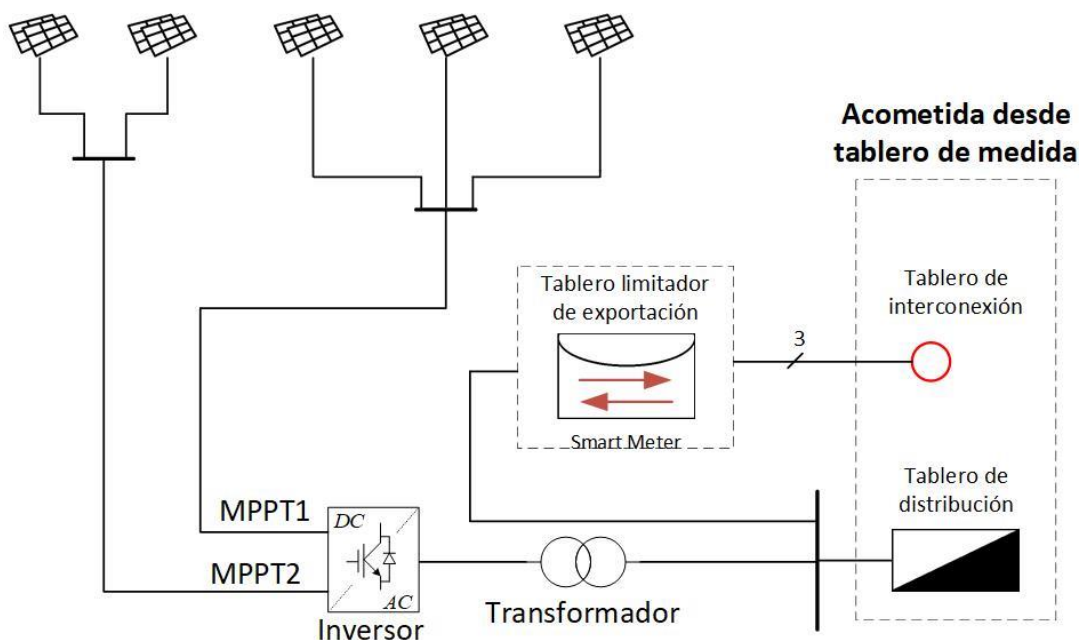 Acometida desde
tablero de medida
Tablero limitador
de exportación
Smart Meter
3
Tablero de
interconexión
Tablero de
distribución
MPPT1
MPPT2
DC
AC
Inversor
Transformador